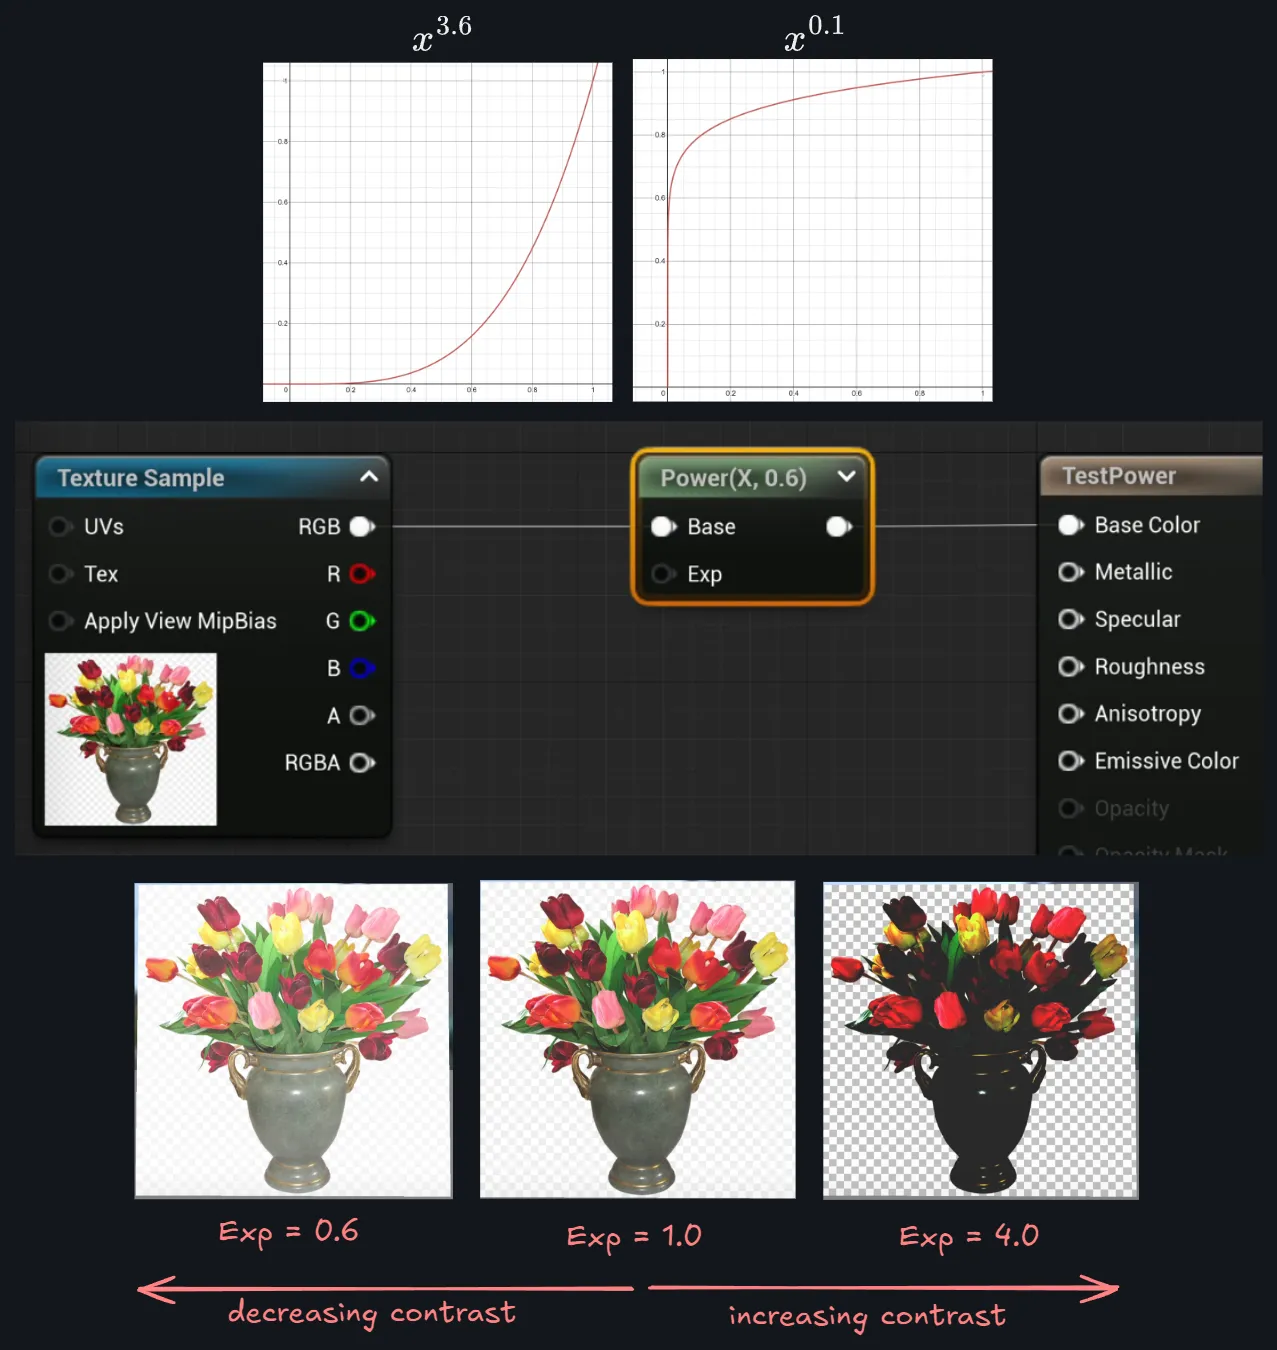 x^3.6
x^0.1
1
0.8
0.6
0.4
0.2
0 0.2 0.4 0.6 0.8 1
1
0.8
0.6
0.4
0.2
0 0.2 0.4 0.6 0.8 1
Texture Sample
UVs RGB
Tex R
Apply View MipBias G
B
A
RGBA
Power(X, 0.6)
Base
Exp
TestPower
Base Color
Metallic
Specular
Roughness
Anisotropy
Emissive Color
Opacity
Opacity Mask
Exp = 0.6
Exp = 1.0
Exp = 4.0
decreasing contrast
increasing contrast